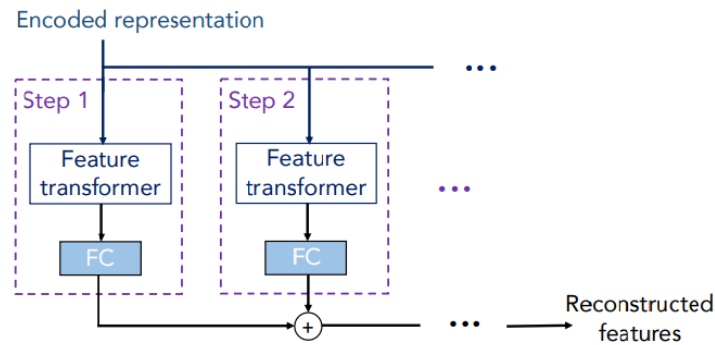 Encoded representation
Step 1
Step 2
Feature
transformer
Feature
transformer
FC
FC
+
Reconstructed
features